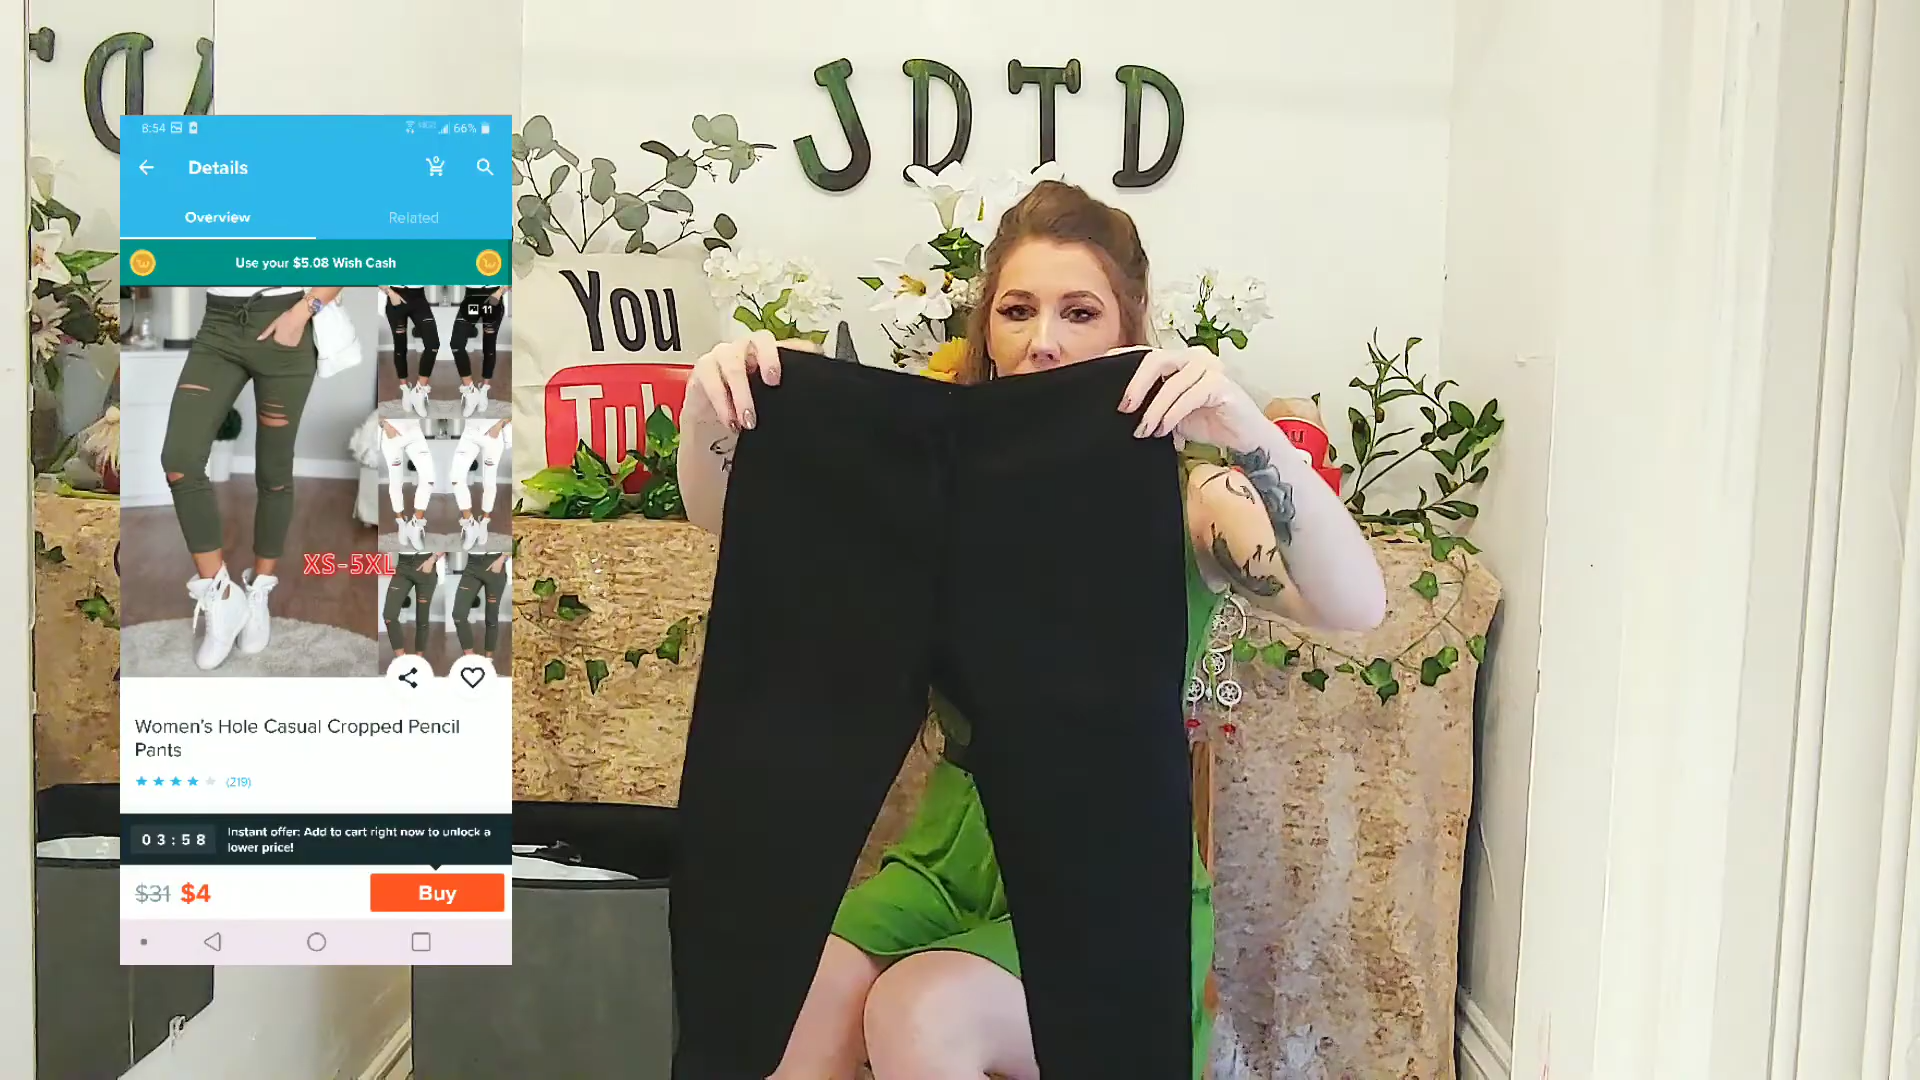 JDTD
8:54
66%
Details
0
Overview
Related
Use your $5.08 Wish Cash
11
XS-5XL
Women's Hole Casual Cropped Pencil
Pants
(219)
03:58
Instant offer: Add to cart right now to unlock a
lower price!
$31 $4
Buy
You
Tub